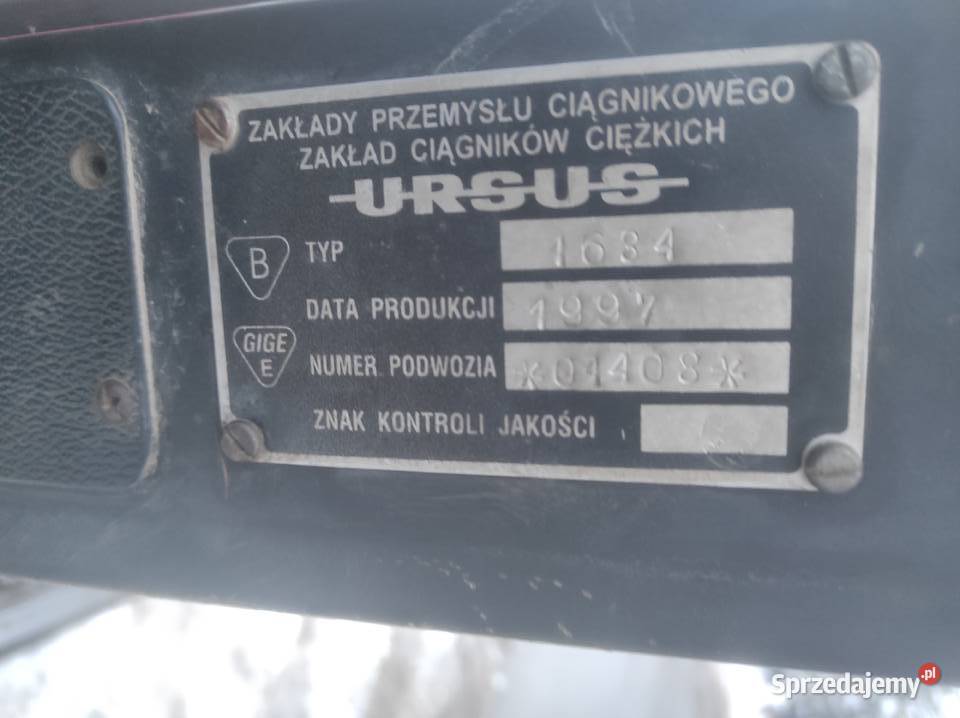 ZAKŁADY PRZEMYSŁU CIĄGNIKOWEGO
ZAKŁAD CIĄGNIKÓW CIĘŻKICH
URSUS
B TYP 1634
DATA PRODUKCJI 1997
GIGE E NUMER PODWOZIA *01408*
ZNAK KONTROLI JAKOŚCI
Sprzedajemy.pl